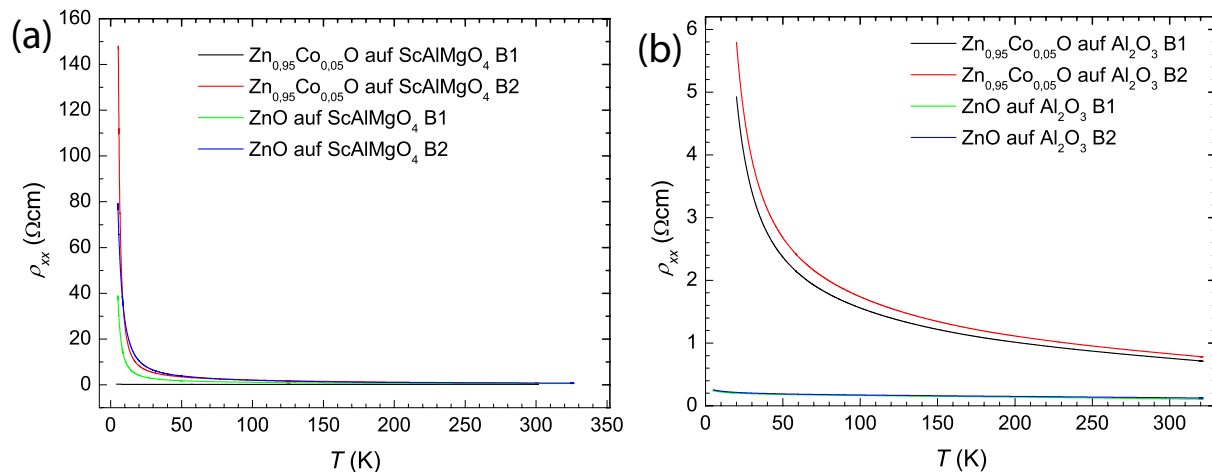 (a)
Zn0,95Co0,05O auf ScAlMgO4 B1
Zn0,95Co0,05O auf ScAlMgO4 B2
ZnO auf ScAlMgO4 B1
ZnO auf ScAlMgO4 B2
160
140
120
100
80
60
40
20
0
ρxx (Ωcm)
0 50 100 150 200 250 300 350
T (K)
(b)
Zn0,95Co0,05O auf Al2O3 B1
Zn0,95Co0,05O auf Al2O3 B2
ZnO auf Al2O3 B1
ZnO auf Al2O3 B2
6
5
4
3
2
1
0
ρxx (Ωcm)
0 50 100 150 200 250 300
T (K)